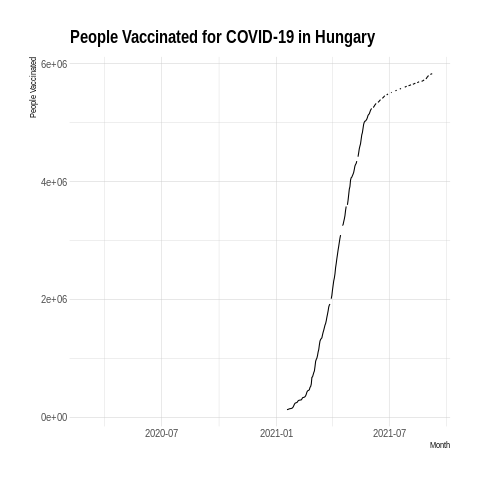 People Vaccinated for COVID-19 in Hungary
People Vaccinated
6e+06
4e+06
2e+06
0e+00
2020-07
2021-01
2021-07
Month